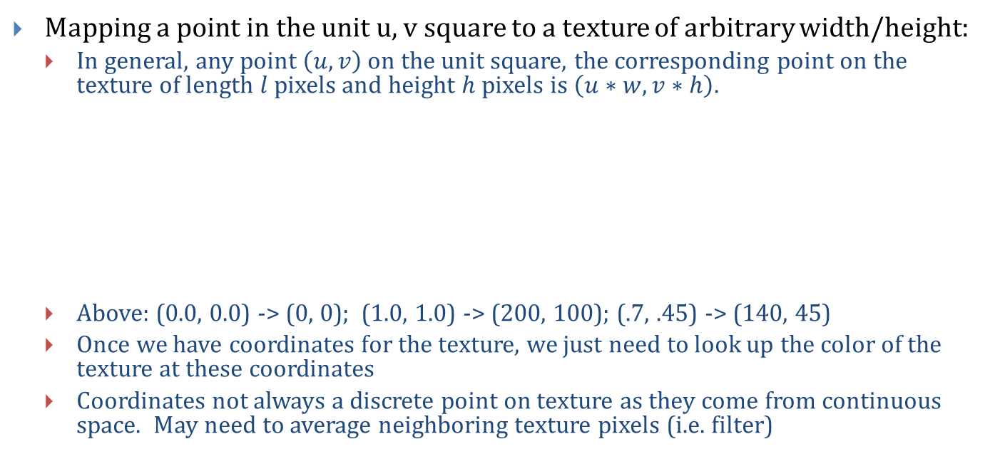 Mapping a point in the unit u, v square to a texture of arbitrary width/height:
In general, any point (u, v) on the unit square, the corresponding point on the
texture of length l pixels and height h pixels is (u ∗ w, v ∗ h).
Above: (0.0, 0.0) -> (0, 0);  (1.0, 1.0) -> (200, 100); (.7, .45) -> (140, 45)
Once we have coordinates for the texture, we just need to look up the color of the
texture at these coordinates
Coordinates not always a discrete point on texture as they come from continuous
space.  May need to average neighboring texture pixels (i.e. filter)